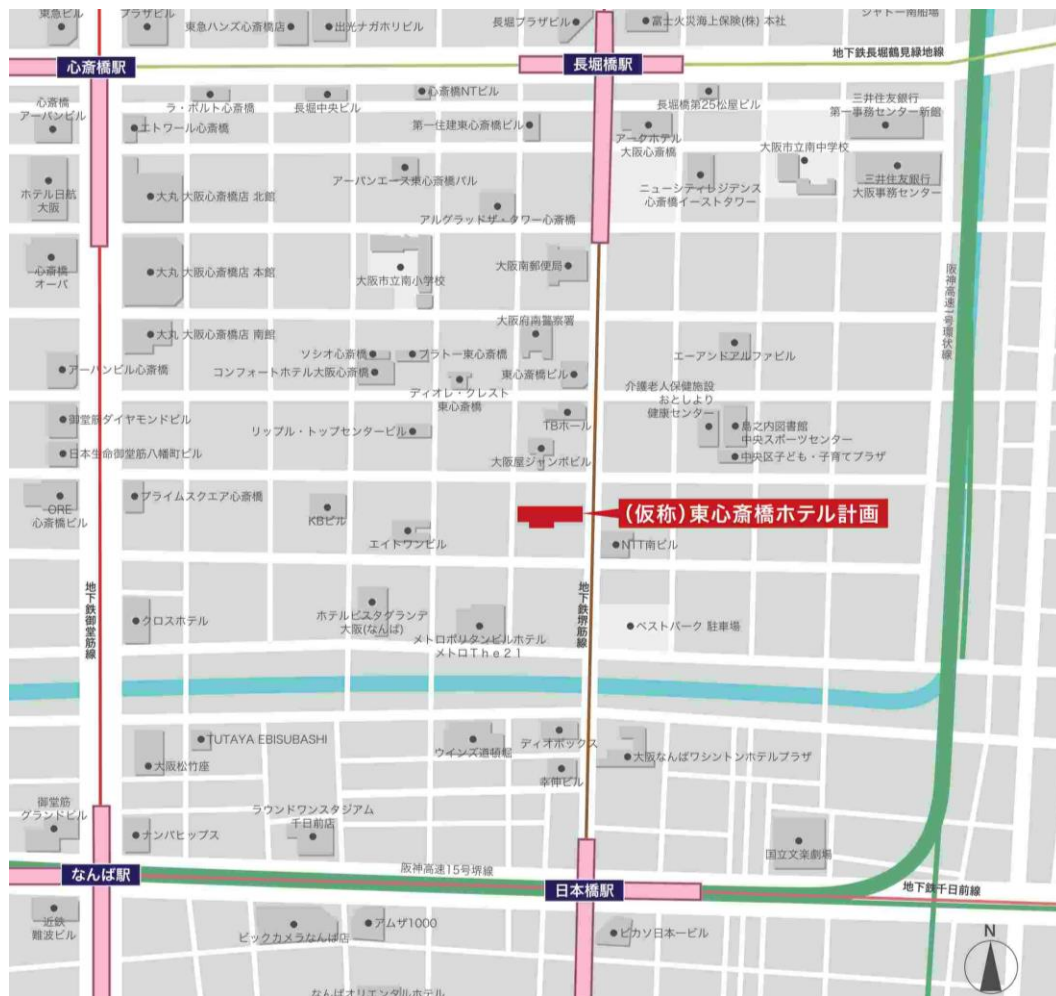 東急ビル
プラザビル
東急ハンズ心斎橋店
出光ナガホリビル
長堀プラザビル
富士火災海上保険(株) 本社
シャトー南船場
地下鉄長堀鶴見緑地線
心斎橋駅
長堀橋駅
心斎橋
アーバンビル
ラ・ポルト心斎橋
長堀中央ビル
心斎橋NTビル
長堀橋第25松屋ビル
三井住友銀行
第一事務センター新館
エトワール心斎橋
第一住建東心斎橋ビル
アークホテル
大阪心斎橋
大阪市立南中学校
ホテル日航
大阪
大丸 大阪心斎橋店 北館
アーバンエース東心斎橋パル
アルグラッドザ・タワー心斎橋
ニューシティレジデンス
心斎橋イーストタワー
三井住友銀行
大阪事務センター
心斎橋
オーパ
大丸 大阪心斎橋店 本館
大阪市立南小学校
大阪南郵便局
阪神高速1号環状線
大丸 大阪心斎橋店 南館
大阪府南警察署
アーバンビル心斎橋
ソシオ心斎橋
プラトー東心斎橋
コンフォートホテル大阪心斎橋
ディオレ・クレスト
東心斎橋
東心斎橋ビル
エーアンドアルファビル
介護老人保健施設
おとしより
健康センター
御堂筋ダイヤモンドビル
リップル・トップセンタービル
TBホール
島之内図書館
中央スポーツセンター
日本生命御堂筋八幡町ビル
大阪屋ジャンボビル
中央区子ども・子育てプラザ
ORE
心斎橋ビル
プライムスクエア心斎橋
KBビル
エイトワンビル
(仮称)東心斎橋ホテル計画
NTT南ビル
地下鉄御堂筋線
地下鉄堺筋線
クロスホテル
ホテルビスタグランデ
大阪(なんば)
メトロポリタンビルホテル
メトロThe21
ベストパーク 駐車場
TUTAYA EBISUBASHI
大阪松竹座
ウインズ道頓堀
ディオボックス
大阪なんばワシントンホテルプラザ
幸伸ビル
御堂筋
グランドビル
ナンバヒップス
ラウンドワンスタジアム
千日前店
国立文楽劇場
なんば駅
阪神高速15号堺線
日本橋駅
地下鉄千日前線
近鉄
難波ビル
ビックカメラなんば店
アムザ1000
ピカソ日本一ビル
N
なんばオリエンタルホテル